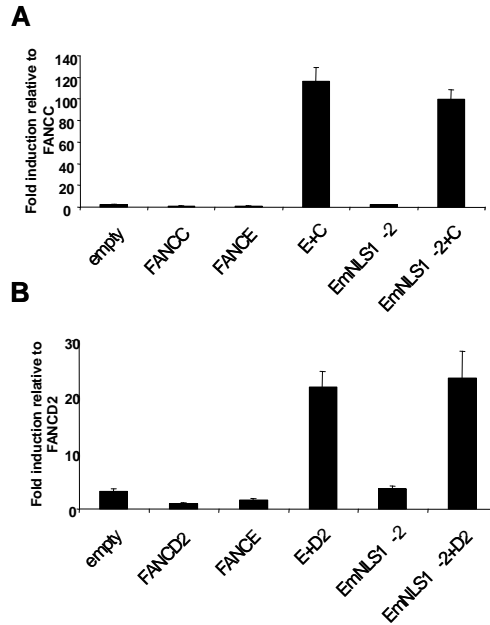 A
Fold induction relative to
FANCC
140
120
100
80
60
40
20
0
empty
FANCC
FANCE
E+C
EmNLS1 -2
EmNLS1 -2+C
B
Fold induction relative to
FANCD2
30
20
10
0
empty
FANCD2
FANCE
E+D2
EmNLS1 -2
EmNLS1 -2+D2